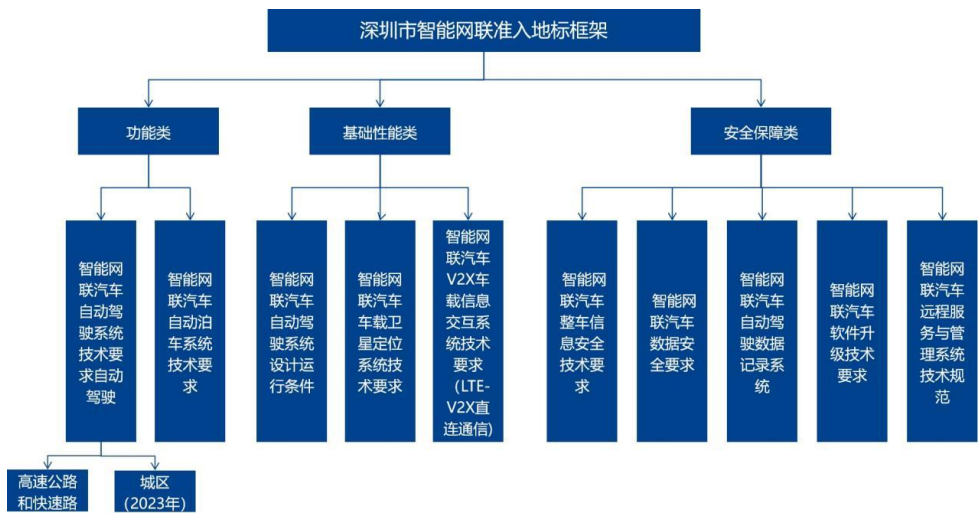 深圳市智能网联准入地标框架
功能类
基础性能类
安全保障类
智能网
联汽车
自动驾
驶系统
技术要
求自动
驾驶
智能网
联汽车
自动泊
车系统
技术要
求
智能网
联汽车
自动驾
驶系统
设计运
行条件
智能网
联汽车
车载卫
星定位
系统技
术要求
智能网
联汽车
V2X车
载信息
交互系
统技术
要求
(LTE-
V2X直
连通信)
智能网
联汽车
整车信
息安全
技术要
求
智能网
联汽车
数据安
全要求
智能网
联汽车
自动驾
驶数据
记录系
统
智能网
联汽车
软件升
级技术
要求
智能网
联汽车
远程服
务与管
理系统
技术规
范
高速公路
和快速路
城区
(2023年)